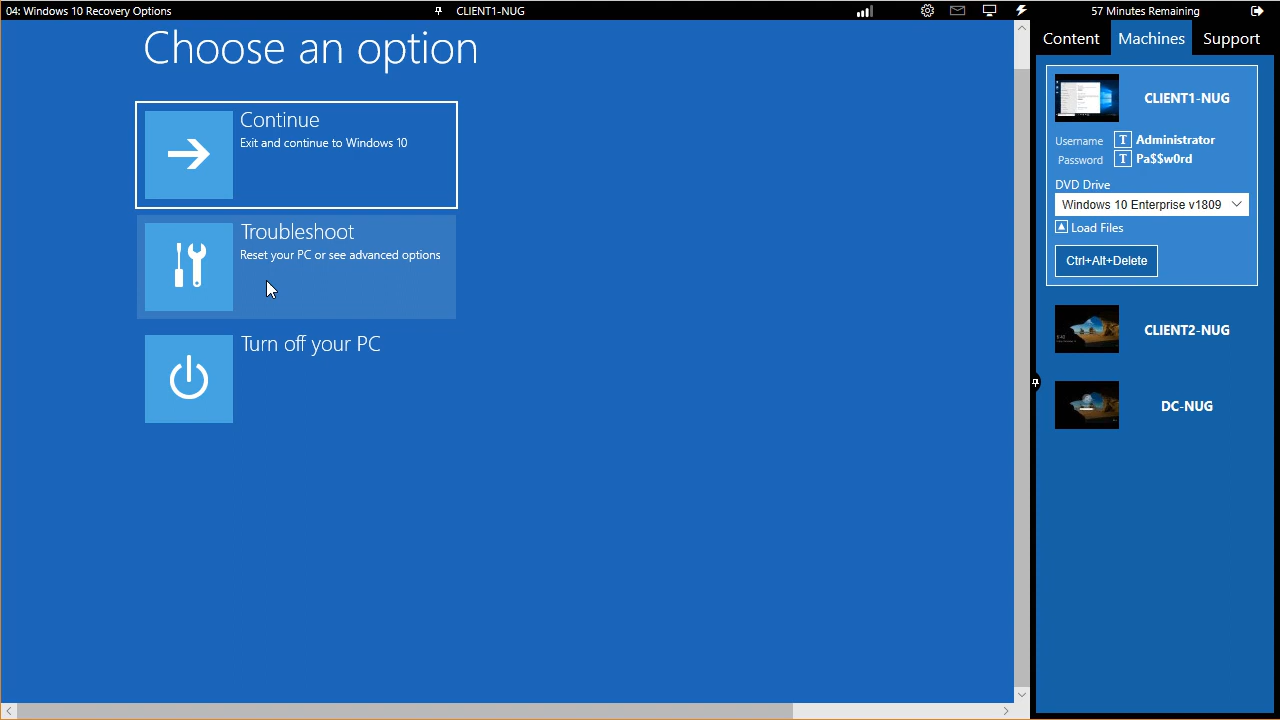 04: Windows 10 Recovery Options
CLIENT1-NUG
57 Minutes Remaining
Choose an option
Continue
Exit and continue to Windows 10
Troubleshoot
Reset your PC or see advanced options
Turn off your PC
Content
Machines
Support
CLIENT1-NUG
Username
T
Administrator
Password
T
Pa$$w0rd
DVD Drive
Windows 10 Enterprise v1809
Load Files
Ctrl+Alt+Delete
CLIENT2-NUG
DC-NUG